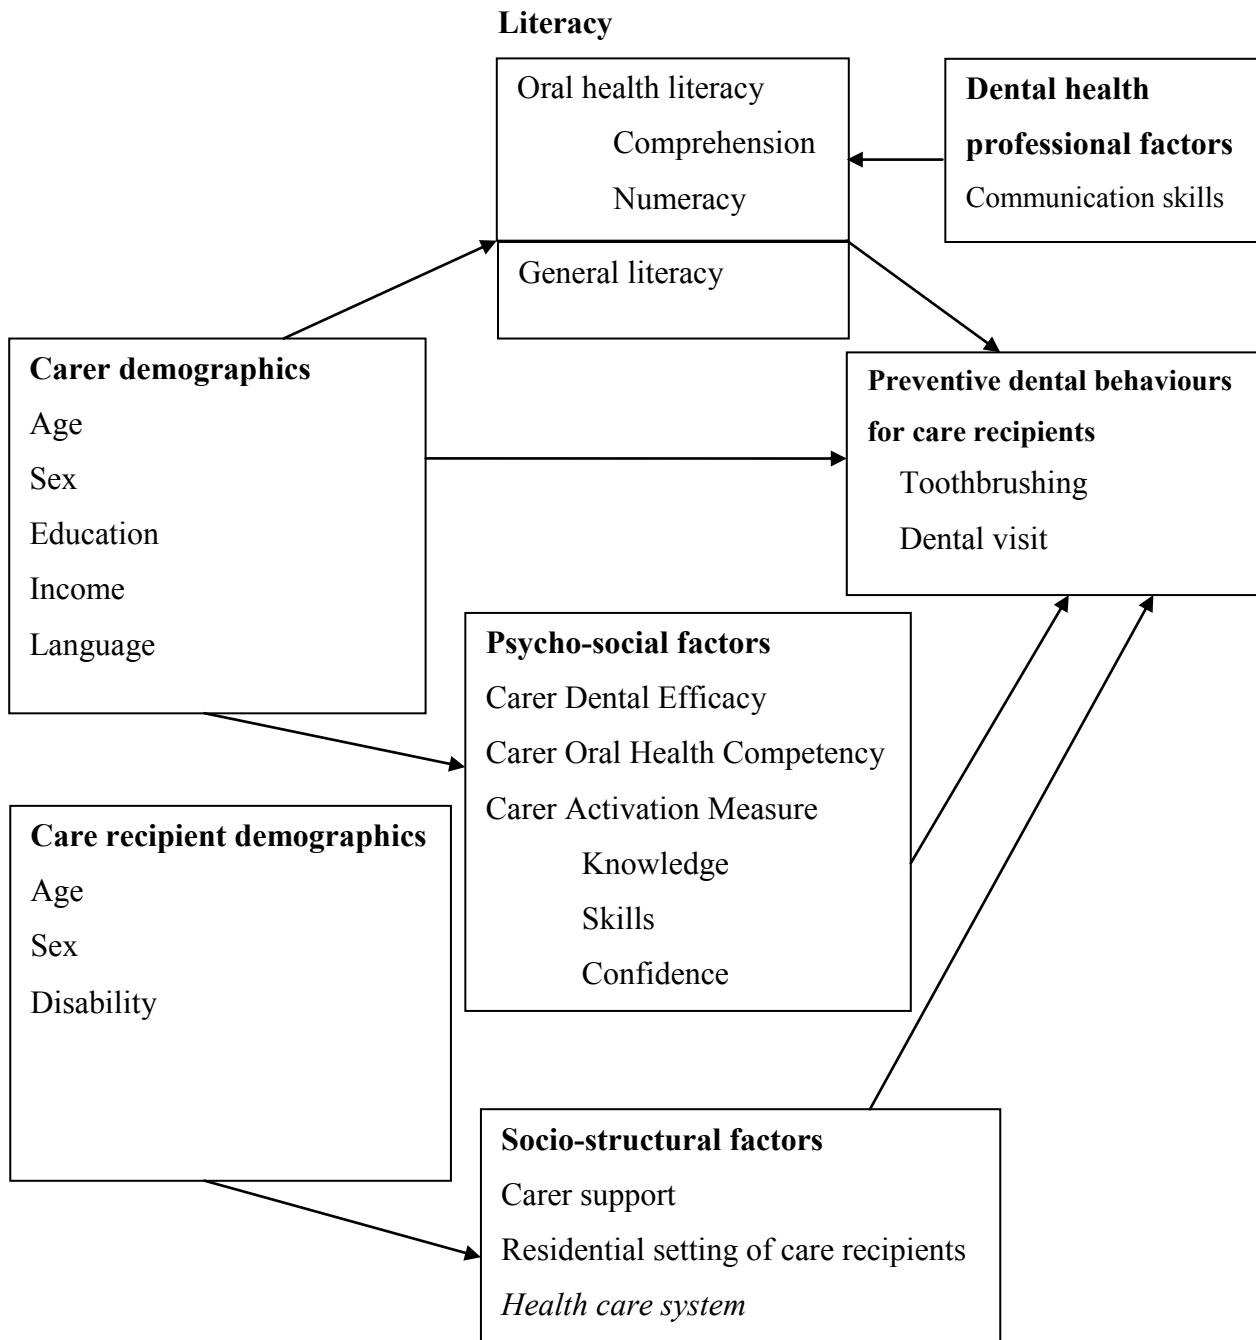 Literacy
Oral health literacy
Comprehension
Numeracy
General literacy
Dental health
professional factors
Communication skills
Carer demographics
Age
Sex
Education
Income
Language
Preventive dental behaviours
for care recipients
Toothbrushing
Dental visit
Psycho-social factors
Carer Dental Efficacy
Carer Oral Health Competency
Carer Activation Measure
Knowledge
Skills
Confidence
Care recipient demographics
Age
Sex
Disability
Socio-structural factors
Carer support
Residential setting of care recipients
Health care system